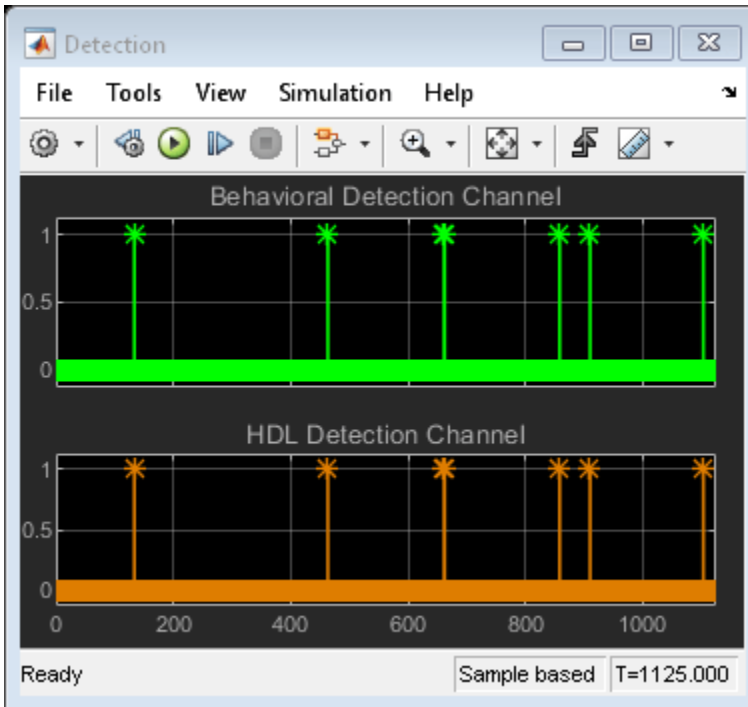 Detection
File Tools View Simulation Help
Behavioral Detection Channel
1
0.5
0
HDL Detection Channel
1
0.5
0
0 200 400 600 800 1000
Ready Sample based T=1125.000